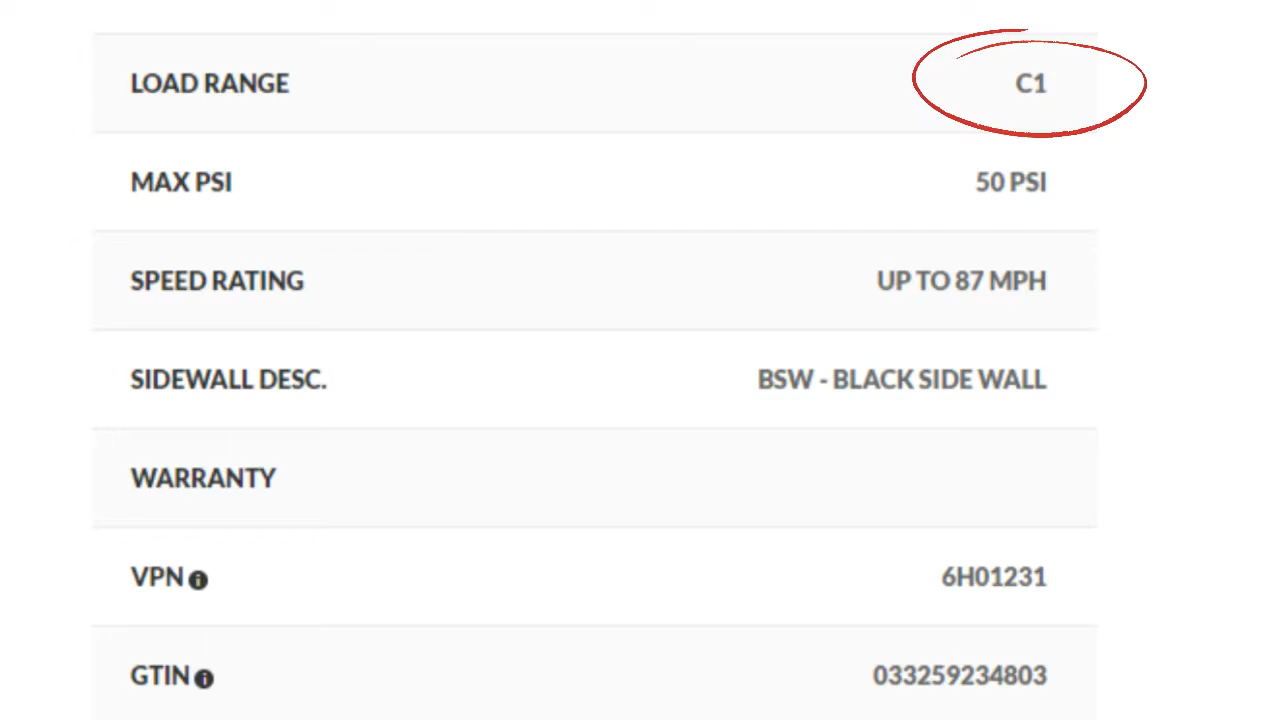 LOAD RANGE C1
MAX PSI 50 PSI
SPEED RATING UP TO 87 MPH
SIDEWALL DESC. BSW - BLACK SIDE WALL
WARRANTY
VPN i 6H01231
GTIN i 033259234803